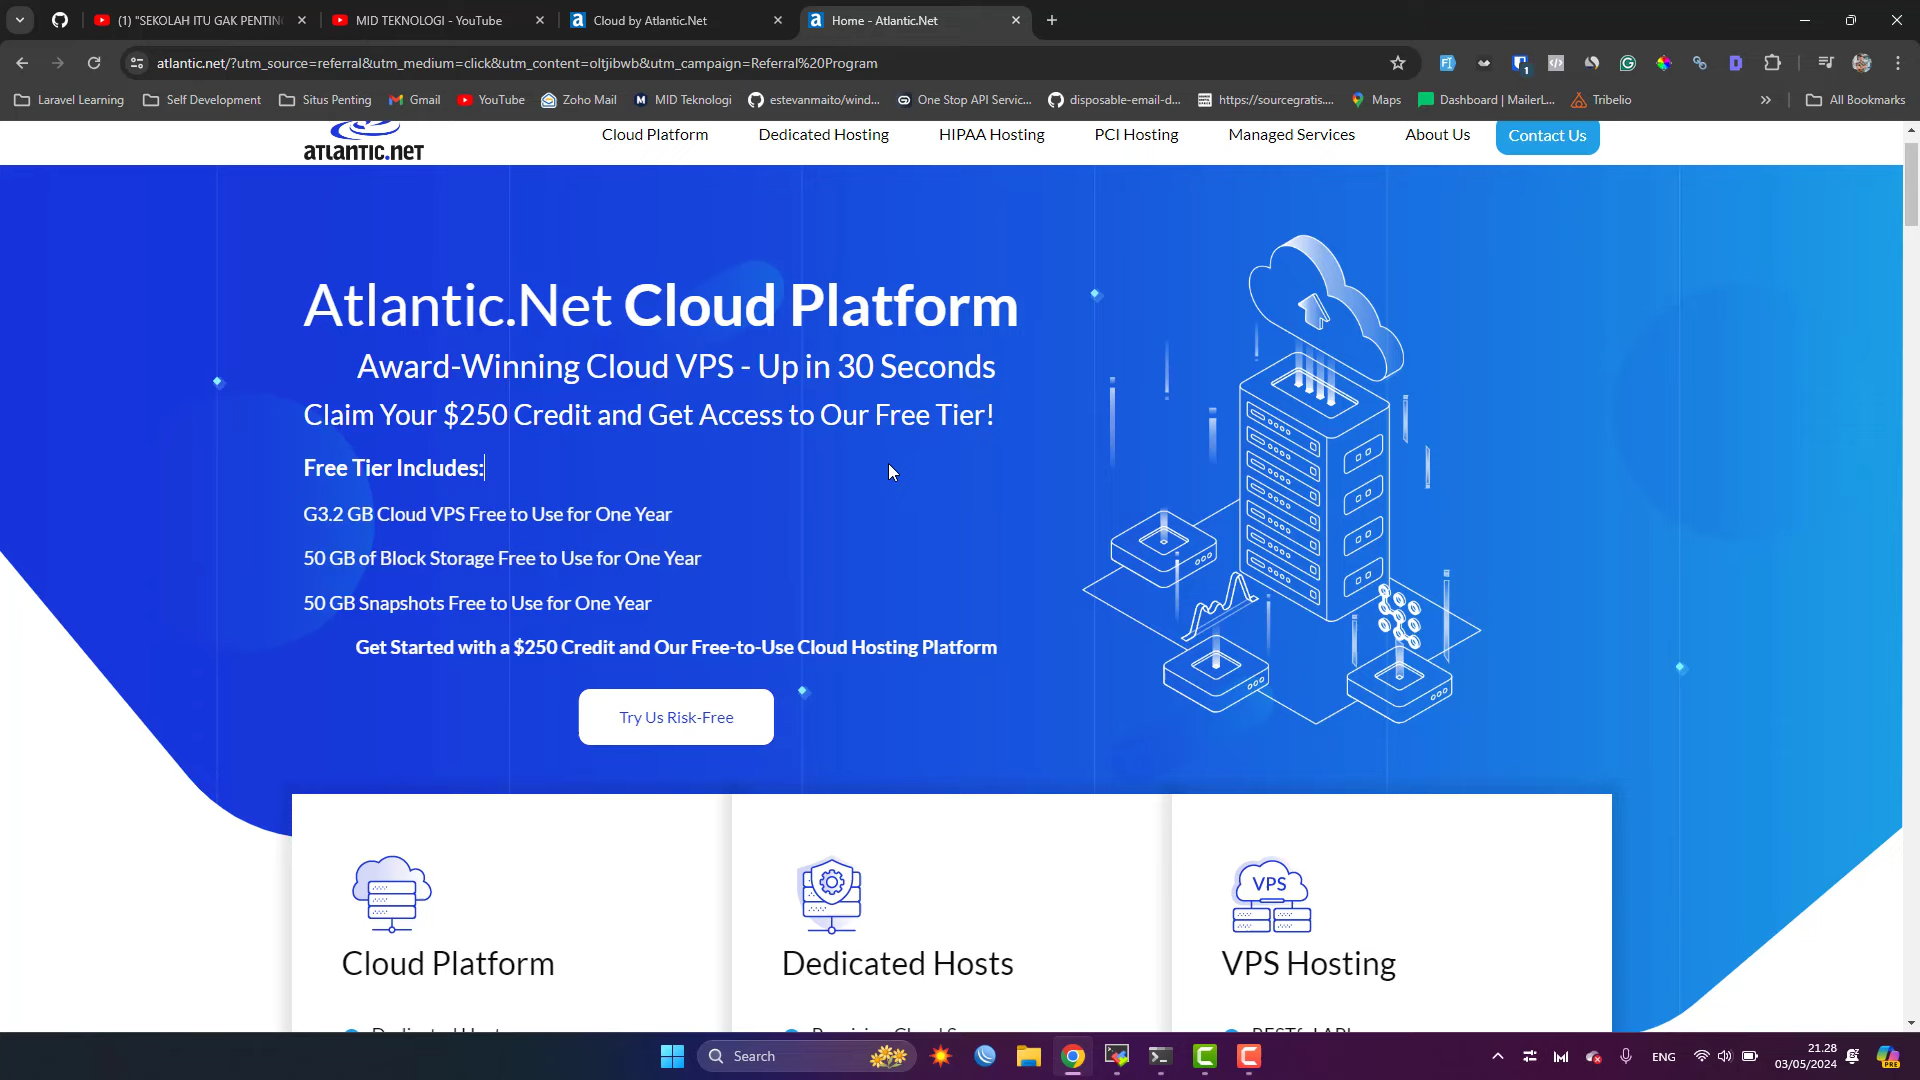 (1) "SEKOLAH ITU GAK PENTING
MID TEKNOLOGI - YouTube
Cloud by Atlantic.Net
Home - Atlantic.Net
atlantic.net/?utm_source=referral&utm_medium=click&utm_content=oltjibwb&utm_campaign=Referral%20Program
1
Laravel Learning
Self Development
Situs Penting
Gmail
YouTube
Zoho Mail
MID Teknologi
estevanmaito/wind...
One Stop API Servic...
disposable-email-d...
https://sourcegratis....
Maps
Dashboard | MailerL...
Tribelio
All Bookmarks
ATLANTIC.NET
Cloud Platform
Dedicated Hosting
HIPAA Hosting
PCI Hosting
Managed Services
About Us
Contact Us
Atlantic.Net Cloud Platform
Award-Winning Cloud VPS - Up in 30 Seconds
Claim Your $250 Credit and Get Access to Our Free Tier!
Free Tier Includes:
G3.2 GB Cloud VPS Free to Use for One Year
50 GB of Block Storage Free to Use for One Year
50 GB Snapshots Free to Use for One Year
Get Started with a $250 Credit and Our Free-to-Use Cloud Hosting Platform
Try Us Risk-Free
VPS
Cloud Platform
Dedicated Hosts
VPS Hosting
RESTful API
Search
ENG
21.28
03/05/2024
PRE